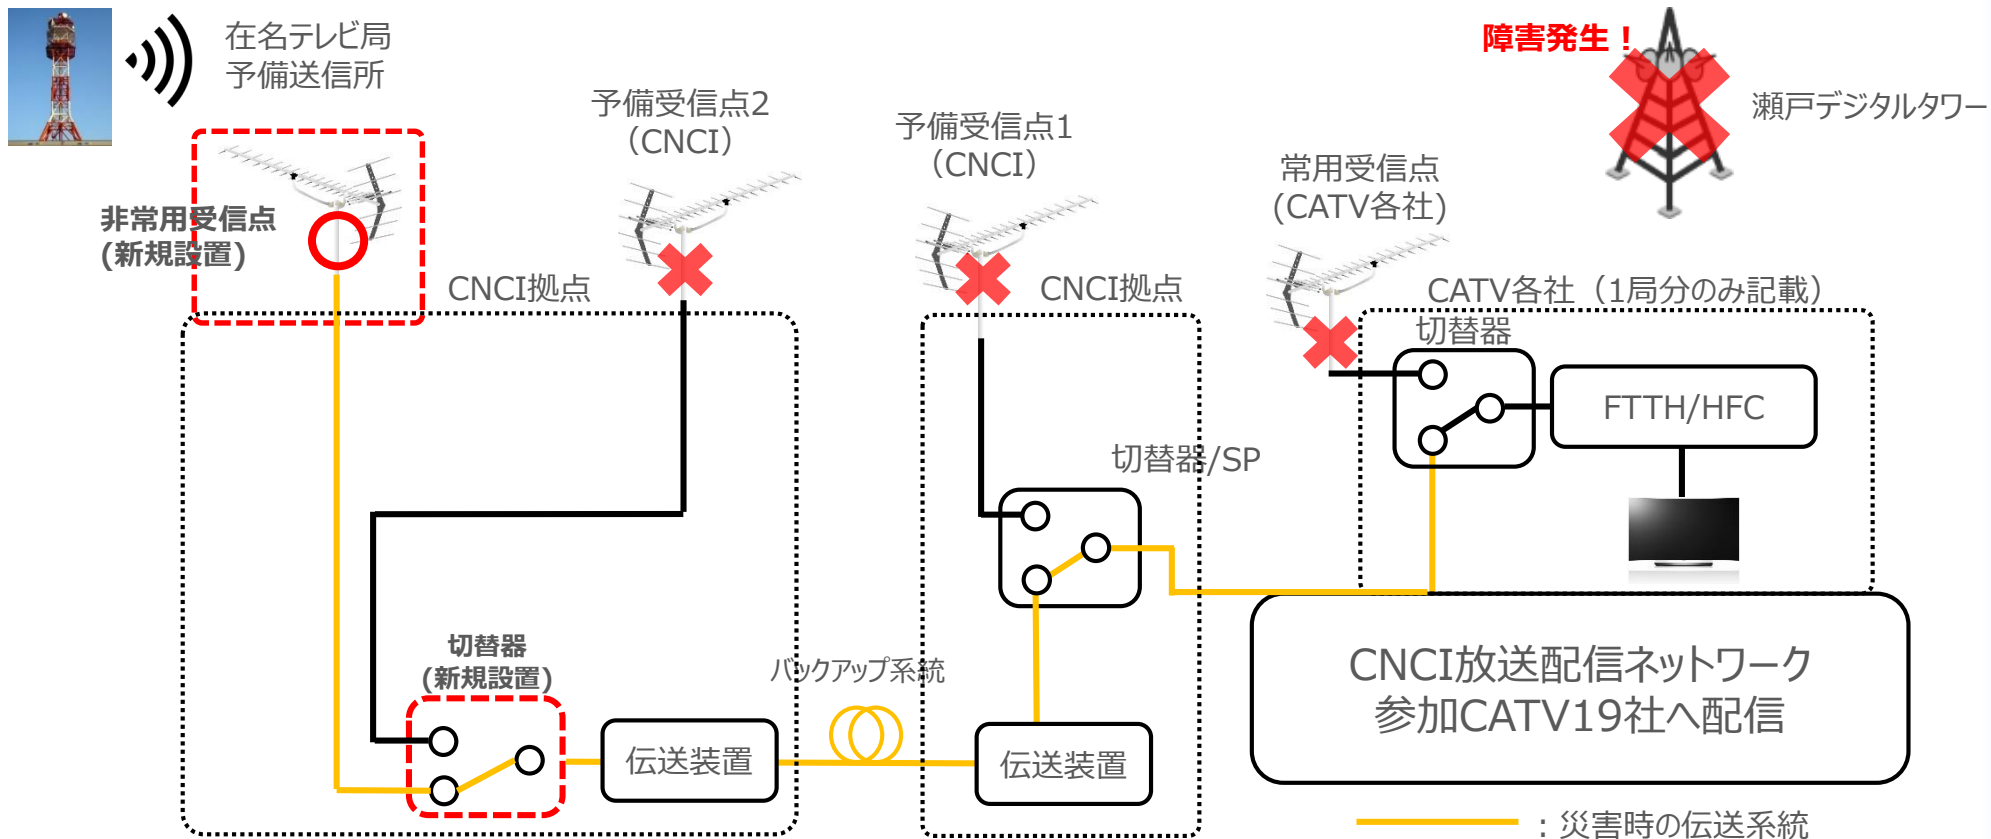 在名テレビ局
予備送信所
障害発生！
瀬戸デジタルタワー
予備受信点2
（CNCI）
予備受信点1
（CNCI）
常用受信点
(CATV各社)
非常用受信点
(新規設置)
CNCI拠点
CNCI拠点
CATV各社（1局分のみ記載）
切替器
FTTH/HFC
切替器/SP
切替器
(新規設置)
バックアップ系統
伝送装置
伝送装置
CNCI放送配信ネットワーク
参加CATV19社へ配信
：災害時の伝送系統